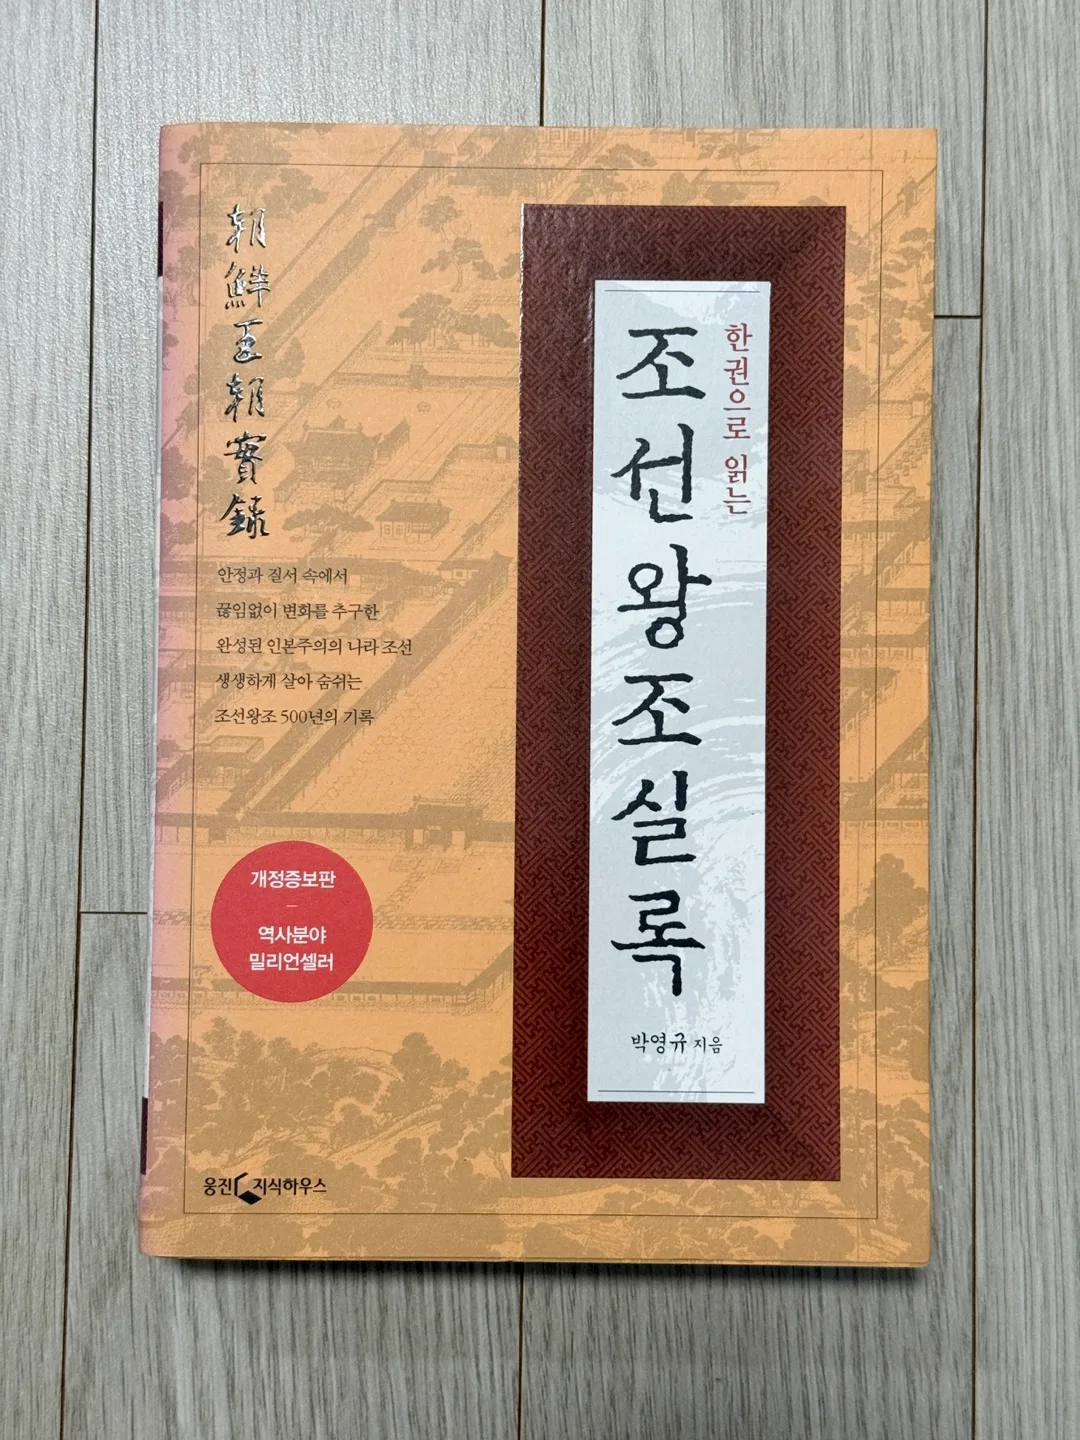 朝鮮王朝實錄
안정과 질서 속에서
끊임없이 변화를 추구한
완성된 인본주의의 나라 조선
생생하게 살아 숨쉬는
조선왕조 500년의 기록
개정증보판
역사분야
밀리언셀러
웅진 지식하우스
한권으로 읽는
조선왕조실록
박영규 지음